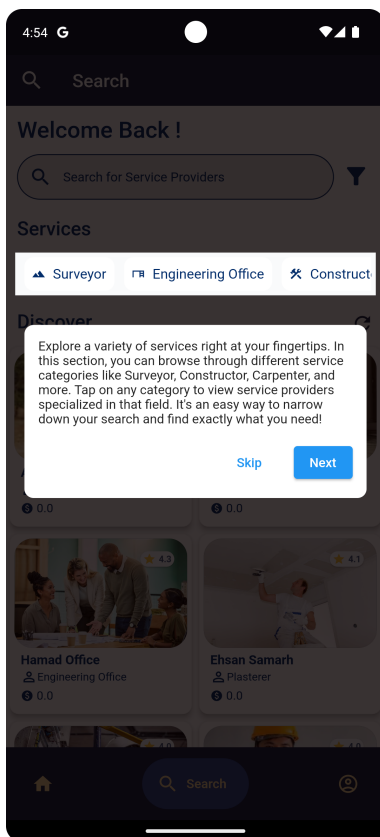 4:54 G
Search
Welcome Back !
Search for Service Providers
Services
Surveyor Engineering Office Construct
Discover
Explore a variety of services right at your fingertips. In
this section, you can browse through different service
categories like Surveyor, Constructor, Carpenter, and
more. Tap on any category to view service providers
specialized in that field. It's an easy way to narrow
down your search and find exactly what you need!
Skip Next
0.0 0.0
4.3 4.1
Hamad Office Ehsan Samarh
Engineering Office Plasterer
0.0 0.0
4.0 4.0
Search